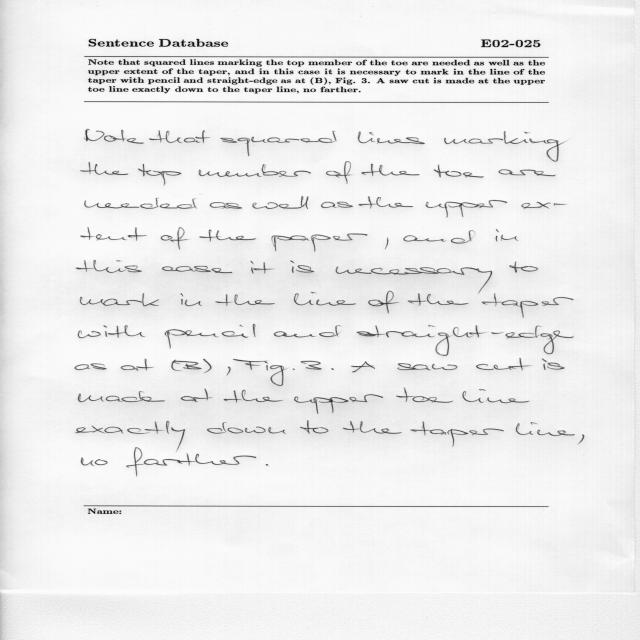 Sentence Database E02-025
Note that squared lines marking the top member of the toe are needed as well as the
upper extent of the taper, and in this case it is necessary to mark in the line of the
taper with pencil and straight-edge as at (B), Fig. 3. A saw cut is made at the upper
toe line exactly down to the taper line, no farther.
Note that squared lines marking
the top member of the toe are
needed as well as the upper ex-
tent of the paper, and in
this case it is necessary to
mark in the line of the taper
with pencil and straight-edge
as at (B), Fig. 3. A saw cut is
made at the upper toe line
exactly down to the taper line,
no farther.
Name: